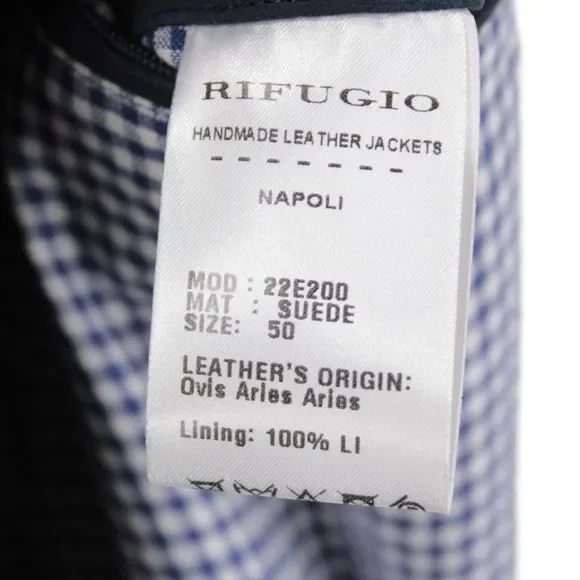 RIFUGIO
HANDMADE LEATHER JACKETS
- - - - - - -
NAPOLI
MOD : 22E200
MAT : SUEDE
SIZE: 50
LEATHER'S ORIGIN:
Ovis Aries Aries
Lining: 100% LI